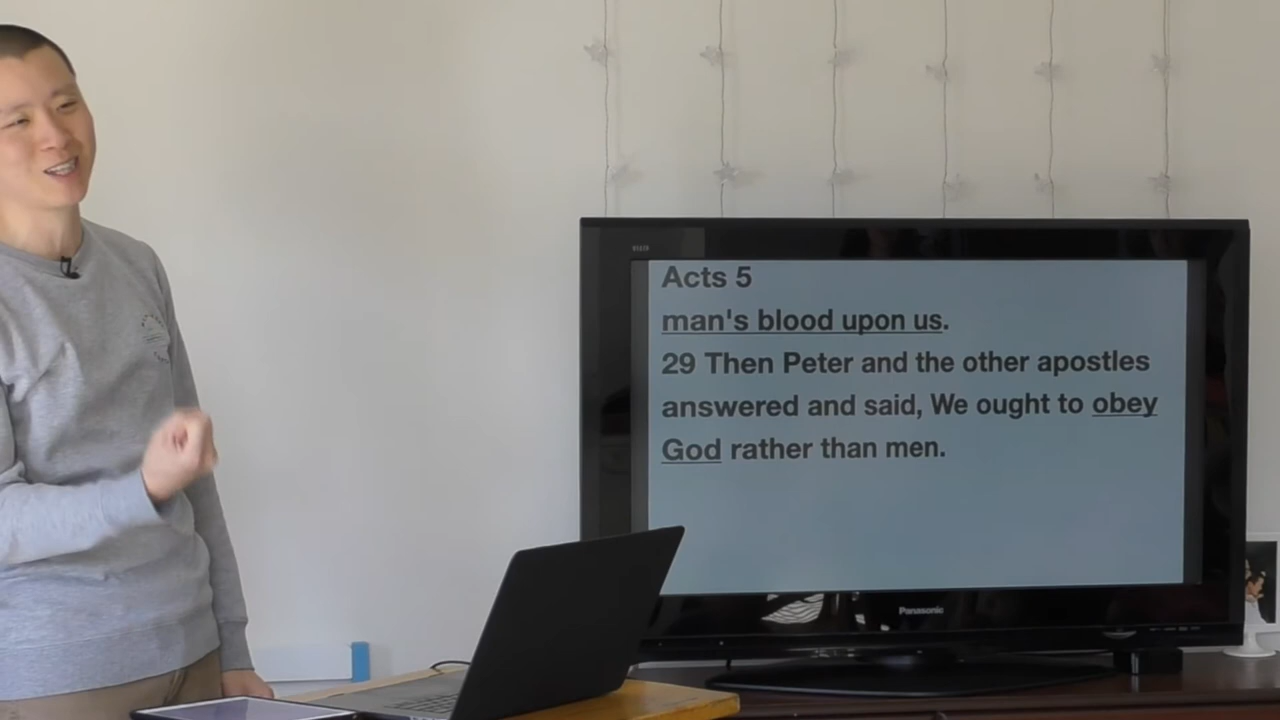 Acts 5
man's blood upon us.
29 Then Peter and the other apostles
answered and said, We ought to obey
God rather than men.
Panasonic